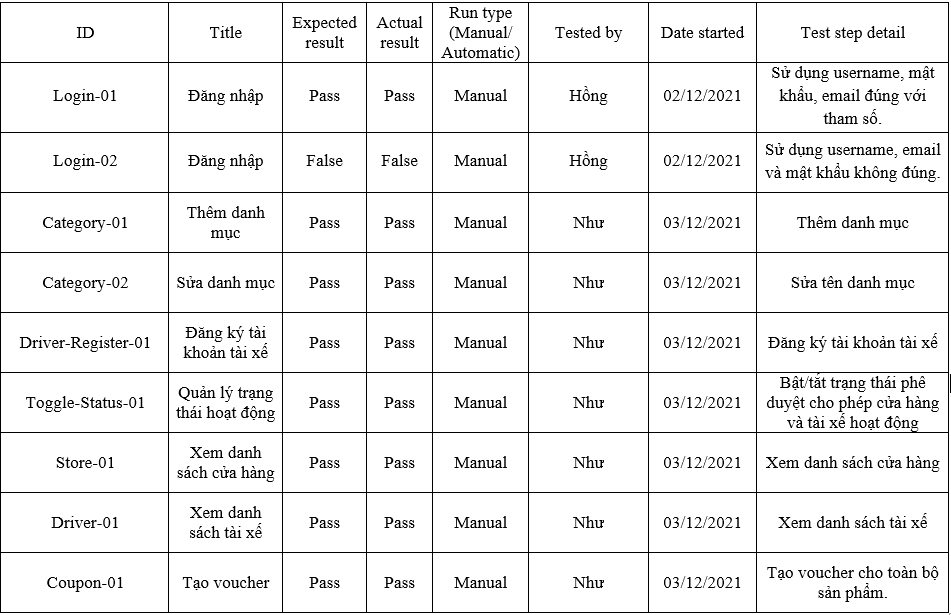 ID
Title
Expected
result
Actual
result
Run type
(Manual/
Automatic)
Tested by
Date started
Test step detail
Login-01
Đăng nhập
Pass
Pass
Manual
Hồng
02/12/2021
Sử dụng username, mật
khẩu, email đúng với
tham số.
Login-02
Đăng nhập
False
False
Manual
Hồng
02/12/2021
Sử dụng username, email
và mật khẩu không đúng.
Category-01
Thêm danh
mục
Pass
Pass
Manual
Như
03/12/2021
Thêm danh mục
Category-02
Sửa danh mục
Pass
Pass
Manual
Như
03/12/2021
Sửa tên danh mục
Driver-Register-01
Đăng ký tài
khoản tài xế
Pass
Pass
Manual
Như
03/12/2021
Đăng ký tài khoản tài xế
Toggle-Status-01
Quản lý trạng
thái hoạt động
Pass
Pass
Manual
Như
03/12/2021
Bật/tắt trạng thái phê
duyệt cho phép cửa hàng
và tài xế hoạt động
Store-01
Xem danh
sách cửa hàng
Pass
Pass
Manual
Như
03/12/2021
Xem danh sách cửa hàng
Driver-01
Xem danh
sách tài xế
Pass
Pass
Manual
Như
03/12/2021
Xem danh sách tài xế
Coupon-01
Tạo voucher
Pass
Pass
Manual
Như
03/12/2021
Tạo voucher cho toàn bộ
sản phẩm.